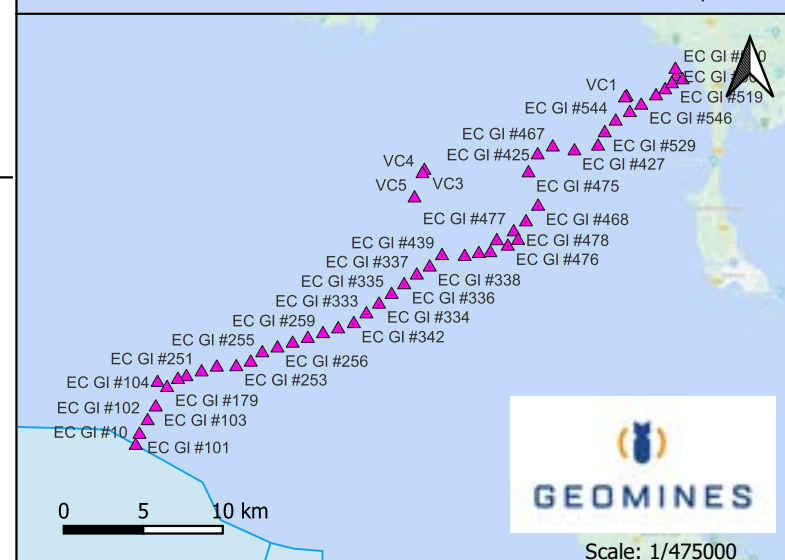 EC GI #
VC1
EC GI #519
EC GI #544
EC GI #546
EC GI #467
EC GI #529
EC GI #425
EC GI #427
VC4
VC5
VC3
EC GI #475
EC GI #477
EC GI #468
EC GI #439
EC GI #478
EC GI #476
EC GI #337
EC GI #338
EC GI #335
EC GI #336
EC GI #333
EC GI #334
EC GI #259
EC GI #342
EC GI #255
EC GI #256
EC GI #251
EC GI #253
EC GI #104
EC GI #179
EC GI #102
EC GI #103
EC GI #10
EC GI #101
GEOMINES
0 5 10 km
Scale: 1/475000